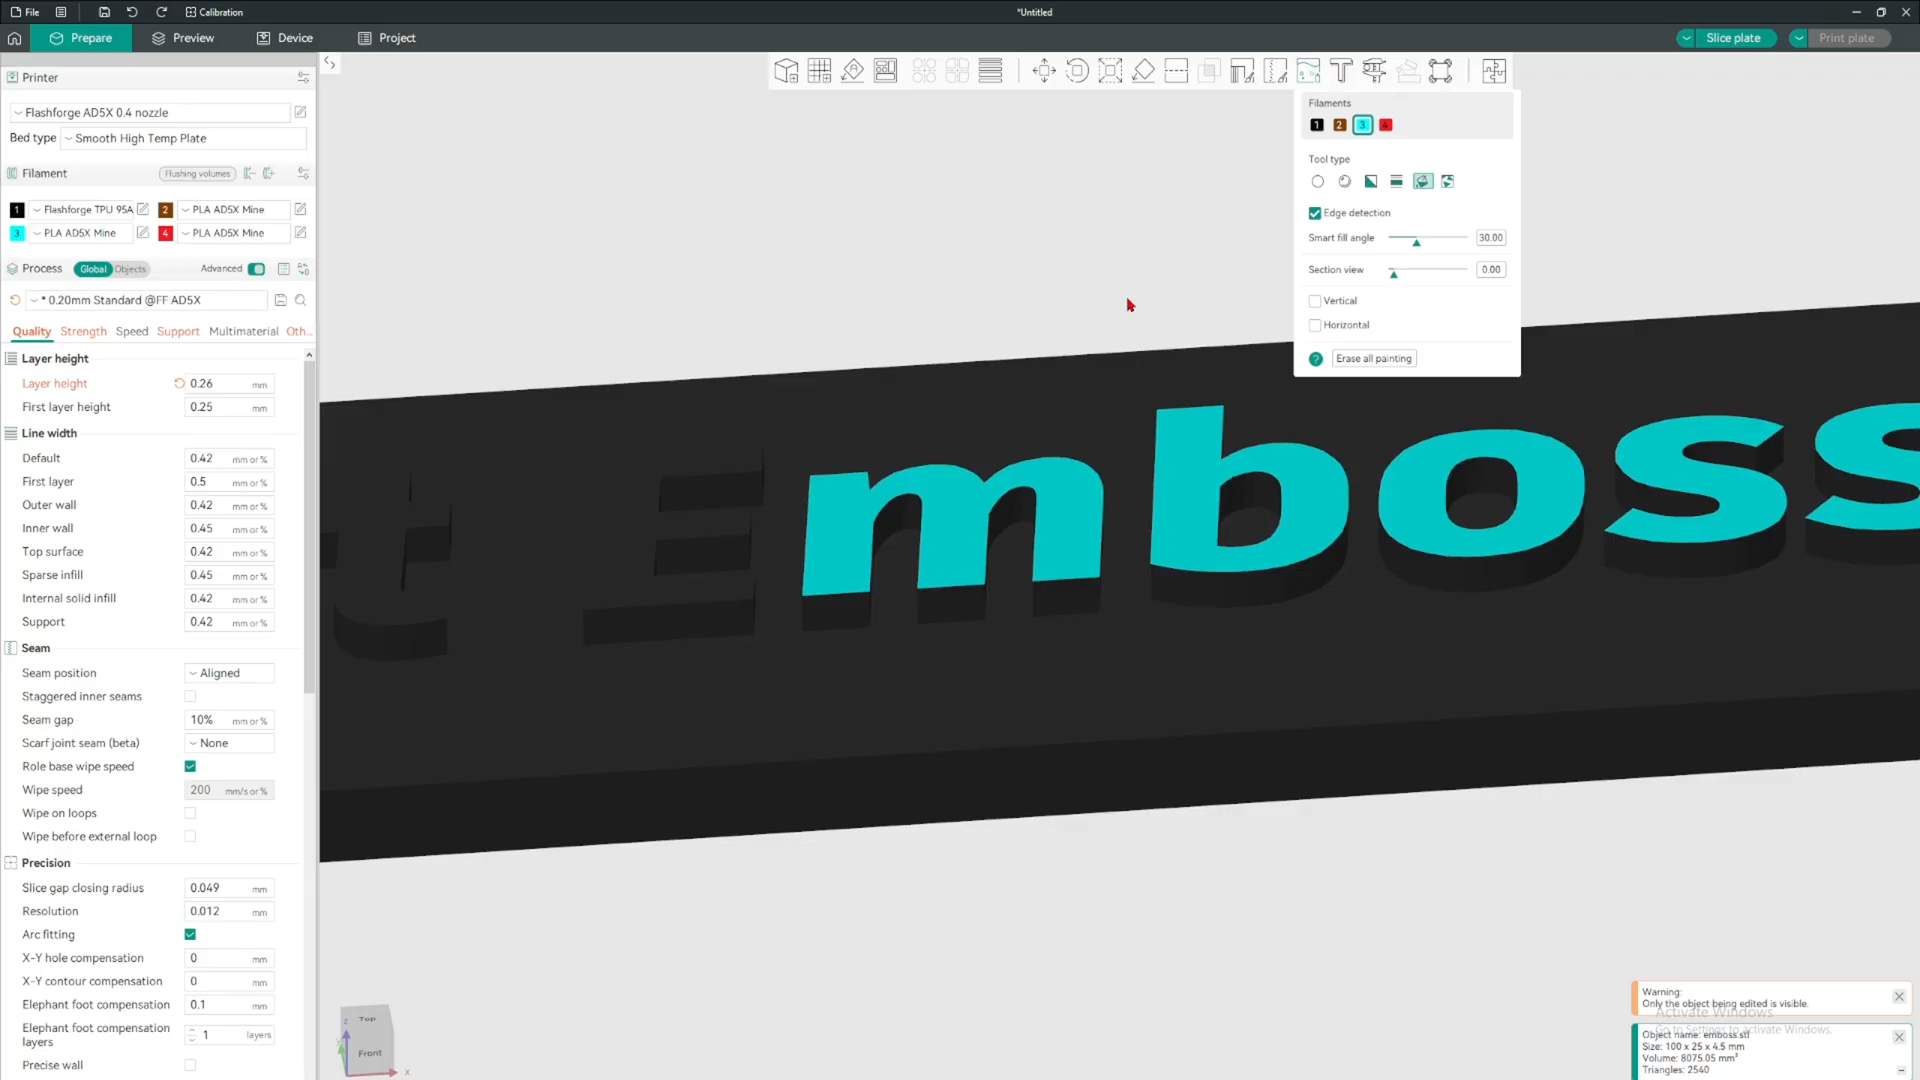 File
Calibration
*Untitled
Prepare
Preview
Device
Project
Slice plate
Print plate
Printer
Flashforge AD5X 0.4 nozzle
Bed type
Smooth High Temp Plate
Filament
Flushing volumes
1 Flashforge TPU 95A
2 PLA AD5X Mine
3 PLA AD5X Mine
4 PLA AD5X Mine
Process
Global Objects
Advanced
* 0.20mm Standard @FF AD5X
Quality Strength Speed Support Multimaterial Oth...
Layer height
Layer height 0.26 mm
First layer height 0.25 mm
Line width
Default 0.42 mm or %
First layer 0.5 mm or %
Outer wall 0.42 mm or %
Inner wall 0.45 mm or %
Top surface 0.42 mm or %
Sparse infill 0.45 mm or %
Internal solid infill 0.42 mm or %
Support 0.42 mm or %
Seam
Seam position Aligned
Staggered inner seams
Seam gap 10% mm or %
Scarf joint seam (beta) None
Role base wipe speed
Wipe speed 200 mm/s or %
Wipe on loops
Wipe before external loop
Precision
Slice gap closing radius 0.049 mm
Resolution 0.012 mm
Arc fitting
X-Y hole compensation 0 mm
X-Y contour compensation 0 mm
Elephant foot compensation 0.1 mm
Elephant foot compensation
layers 1 layers
Precise wall
Filaments
1 2 3 4
Tool type
Edge detection
Smart fill angle 30.00
Section view 0.00
Vertical
Horizontal
? Erase all painting
t Emboss
Top
Front
z
x
Warning:
Only the object being edited is visible.
Activate Windows
Go to Settings to activate Windows.
Object name: emboss.stl
Size: 100 x 25 x 4.5 mm
Volume: 8075.05 mm³
Triangles: 2540